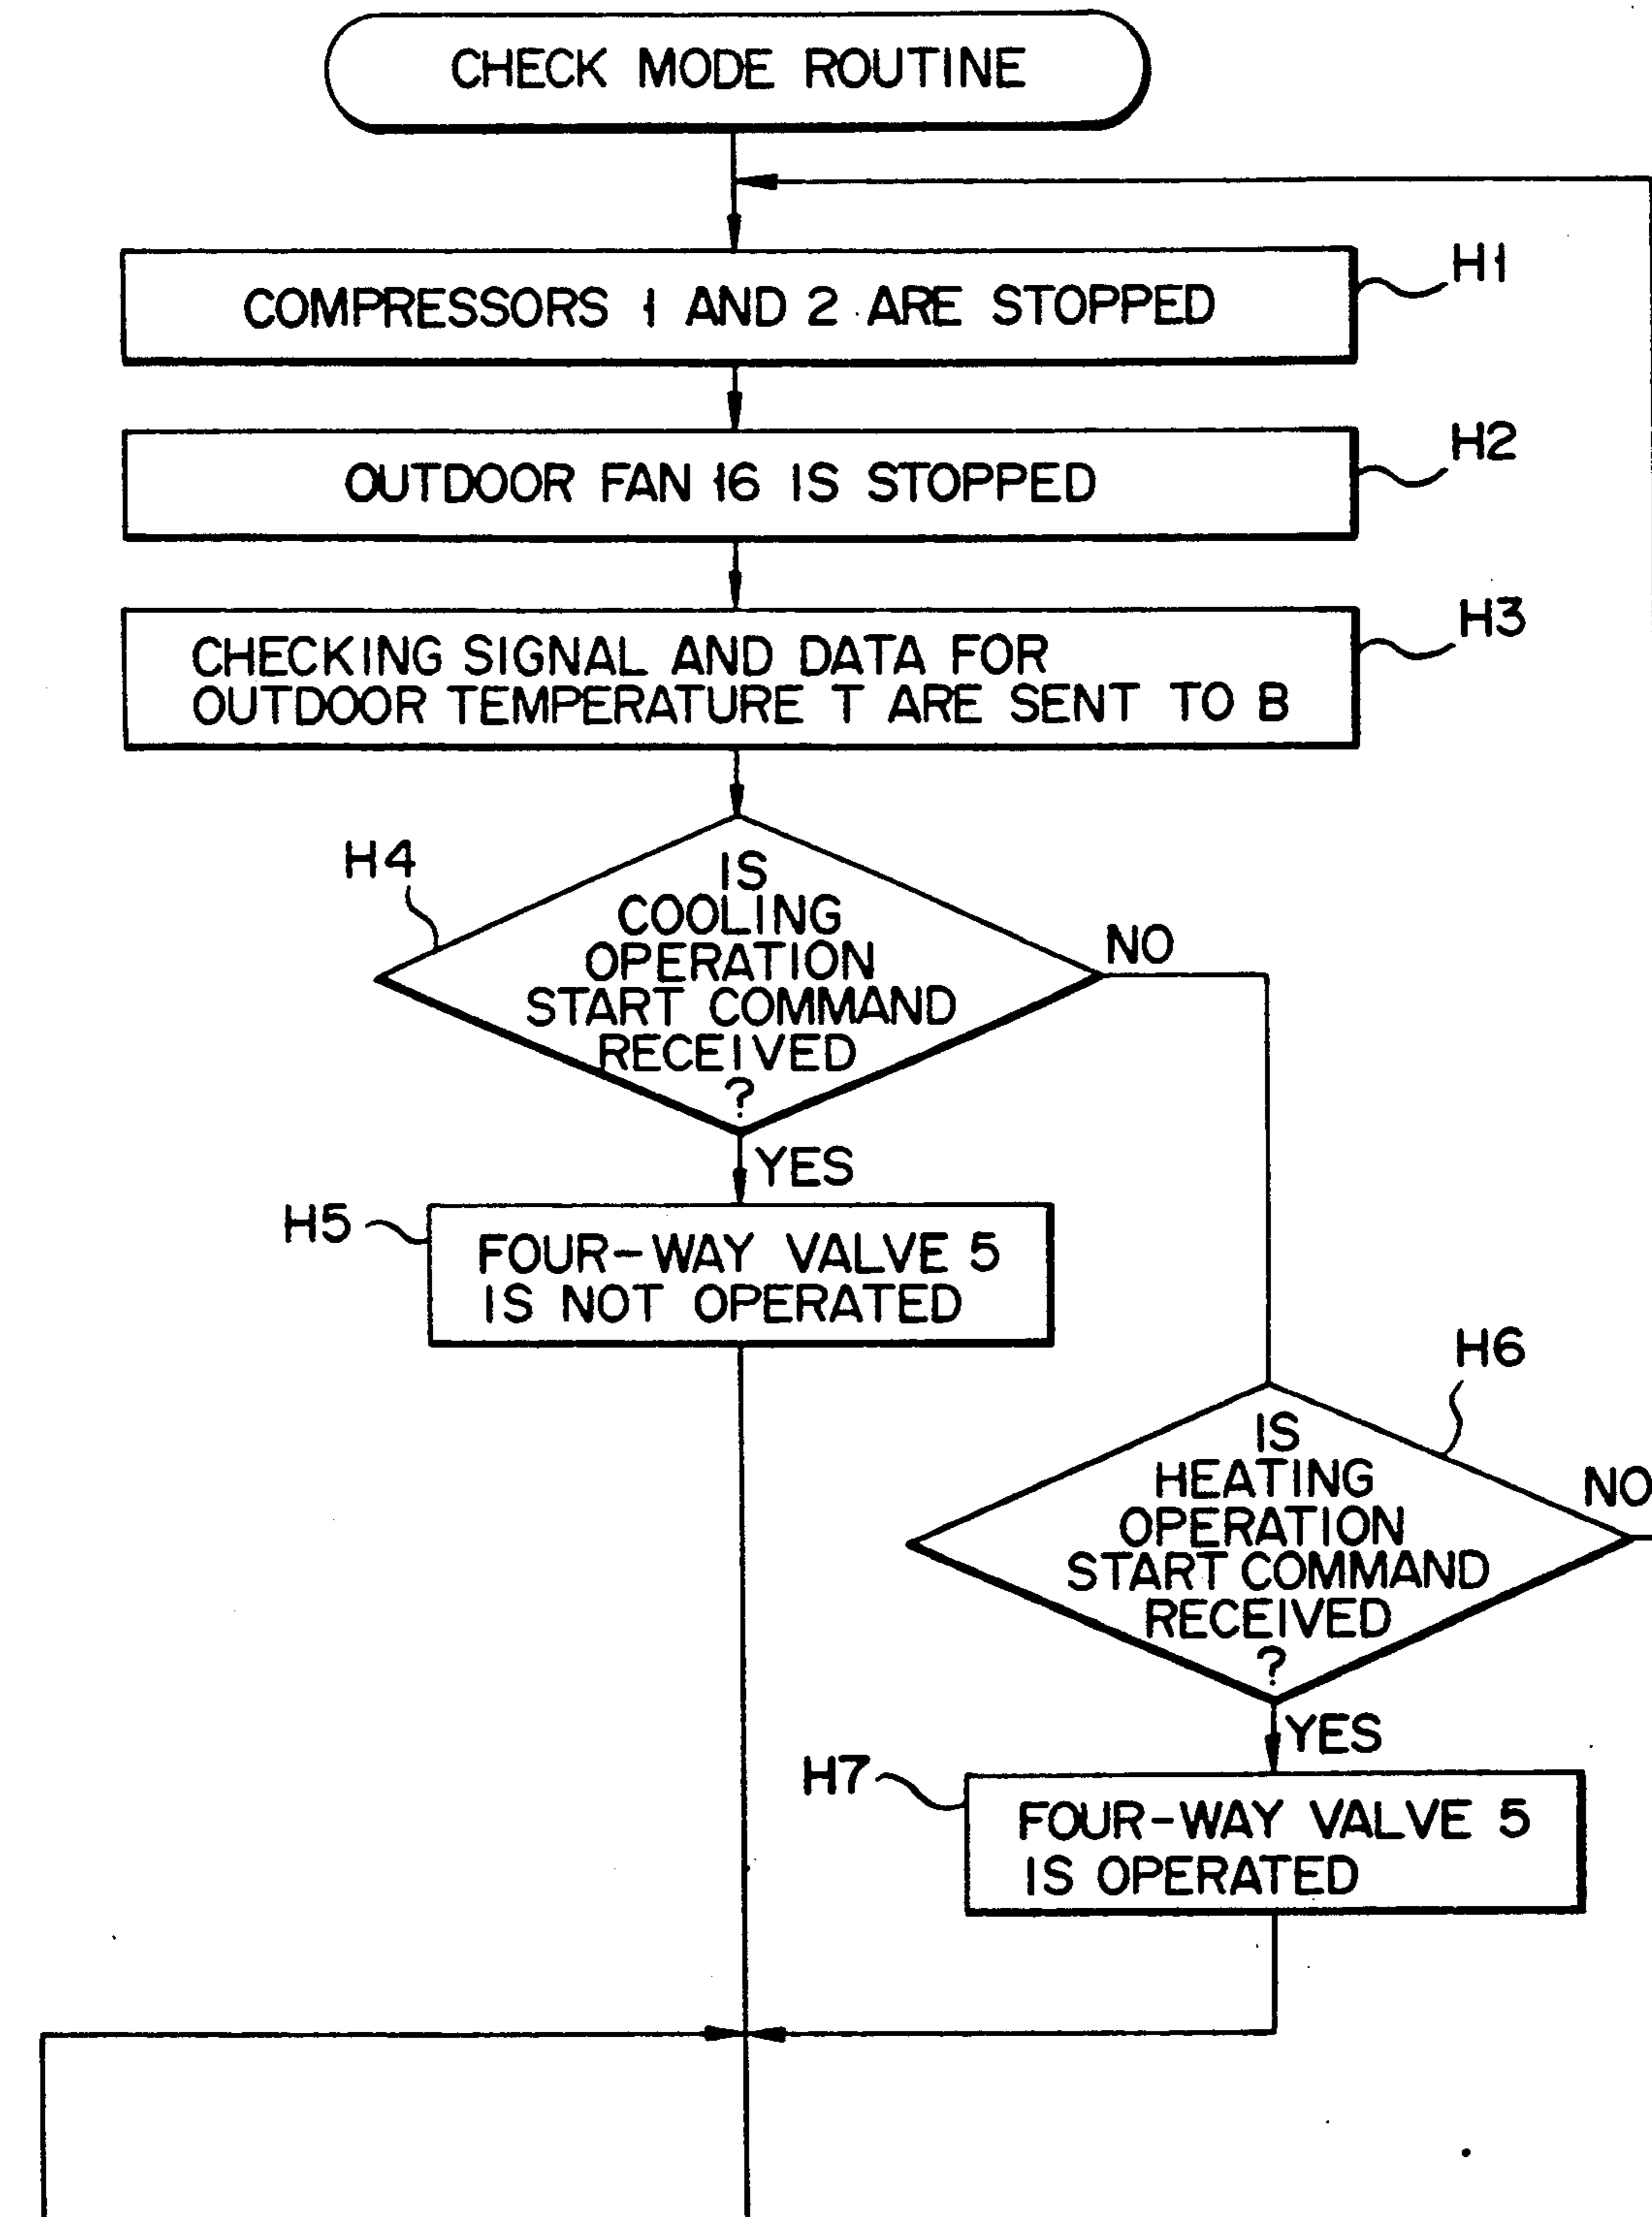 CHECK MODE ROUTINE
H1
COMPRESSORS 1 AND 2 ARE STOPPED
H2
OUTDOOR FAN 16 IS STOPPED
H3
CHECKING SIGNAL AND DATA FOR
OUTDOOR TEMPERATURE T ARE SENT TO B
H4
IS
COOLING
OPERATION
START COMMAND
RECEIVED
?
NO
YES
H5
FOUR-WAY VALVE 5
IS NOT OPERATED
H6
IS
HEATING
OPERATION
START COMMAND
RECEIVED
?
NO
YES
H7
FOUR-WAY VALVE 5
IS OPERATED